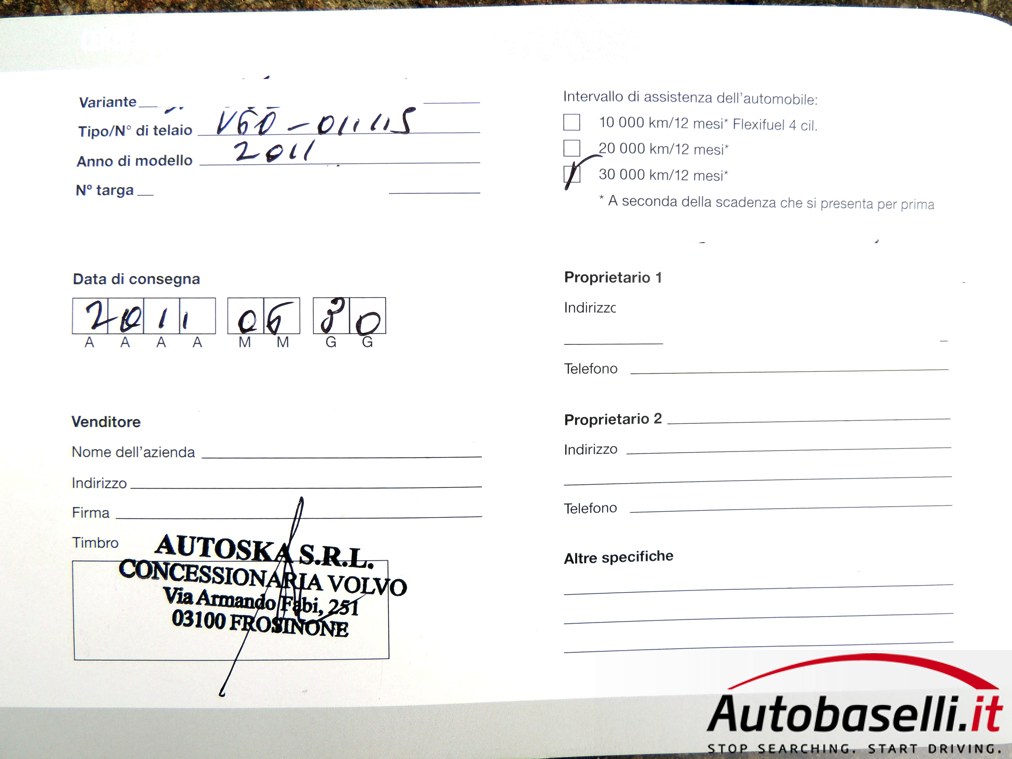 Variante
Tipo/N° di telaio V60-011115
Anno di modello 2011
N° targa
Intervallo di assistenza dell'automobile:
10 000 km/12 mesi* Flexifuel 4 cil.
20 000 km/12 mesi*
30 000 km/12 mesi*
* A seconda della scadenza che si presenta per prima
Data di consegna
2011 06 30
A A A A M M G G
Venditore
Nome dell'azienda
Indirizzo
Firma
Timbro
AUTOSKA S.R.L.
CONCESSIONARIA VOLVO
Via Armando Fabi, 251
03100 FROSINONE
Proprietario 1
Indirizzo
Telefono
Proprietario 2
Indirizzo
Telefono
Altre specifiche
Autobaselli.it
STOP SEARCHING. START DRIVING.